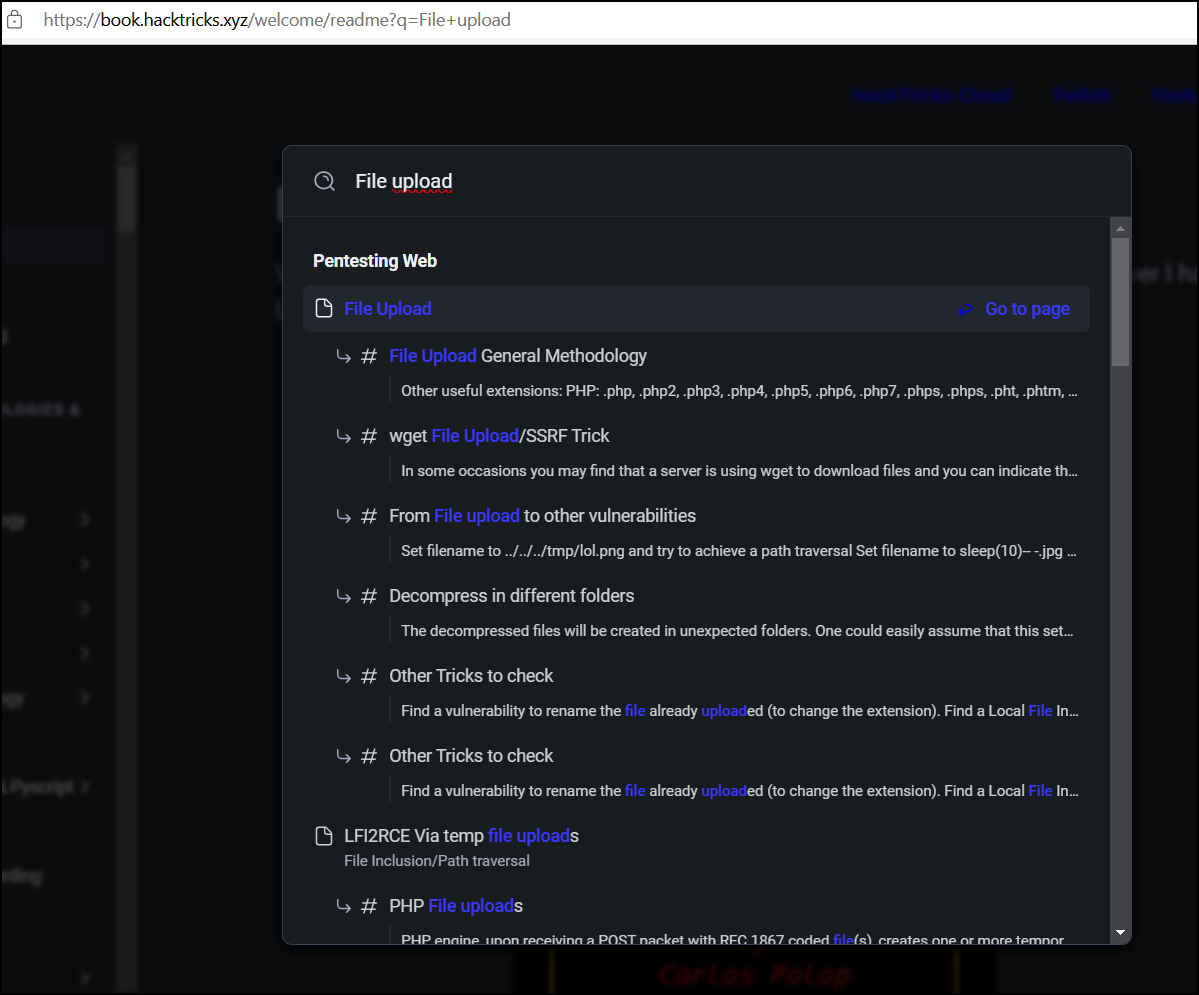 https://book.hacktricks.xyz/welcome/readme?q=File+upload
HackTricks Cloud Twitch
File upload
Pentesting Web
File Upload Go to page
# File Upload General Methodology
Other useful extensions: PHP: .php, .php2, .php3, .php4, .php5, .php6, .php7, .phps, .phps, .pht, .phtm, ...
# wget File Upload/SSRF Trick
In some occasions you may find that a server is using wget to download files and you can indicate th...
# From File upload to other vulnerabilities
Set filename to ../../../tmp/lol.png and try to achieve a path traversal Set filename to sleep(10)-- -.jpg ...
# Decompress in different folders
The decompressed files will be created in unexpected folders. One could easily assume that this set...
# Other Tricks to check
Find a vulnerability to rename the file already uploaded (to change the extension). Find a Local File In...
# Other Tricks to check
Find a vulnerability to rename the file already uploaded (to change the extension). Find a Local File In...
& Pyscript
LFI2RCE Via temp file uploads
File Inclusion/Path traversal
# PHP File uploads
PHP engine, upon receiving a POST packet with RFC 1867 coded file(s), creates one or more tempor
Carlos Polop